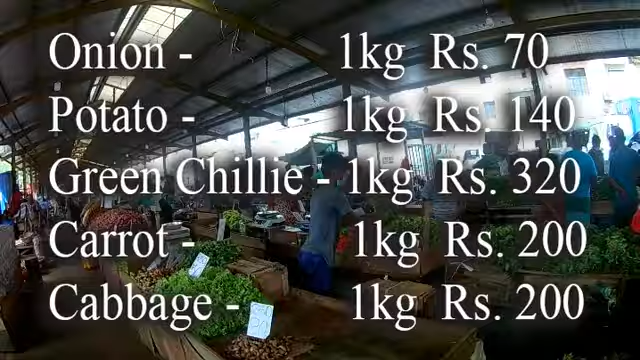 Onion - 1kg Rs. 70
Potato - 1kg Rs. 140
Green Chillie - 1kg Rs. 320
Carrot - 1kg Rs. 200
Cabbage - 1kg Rs. 200